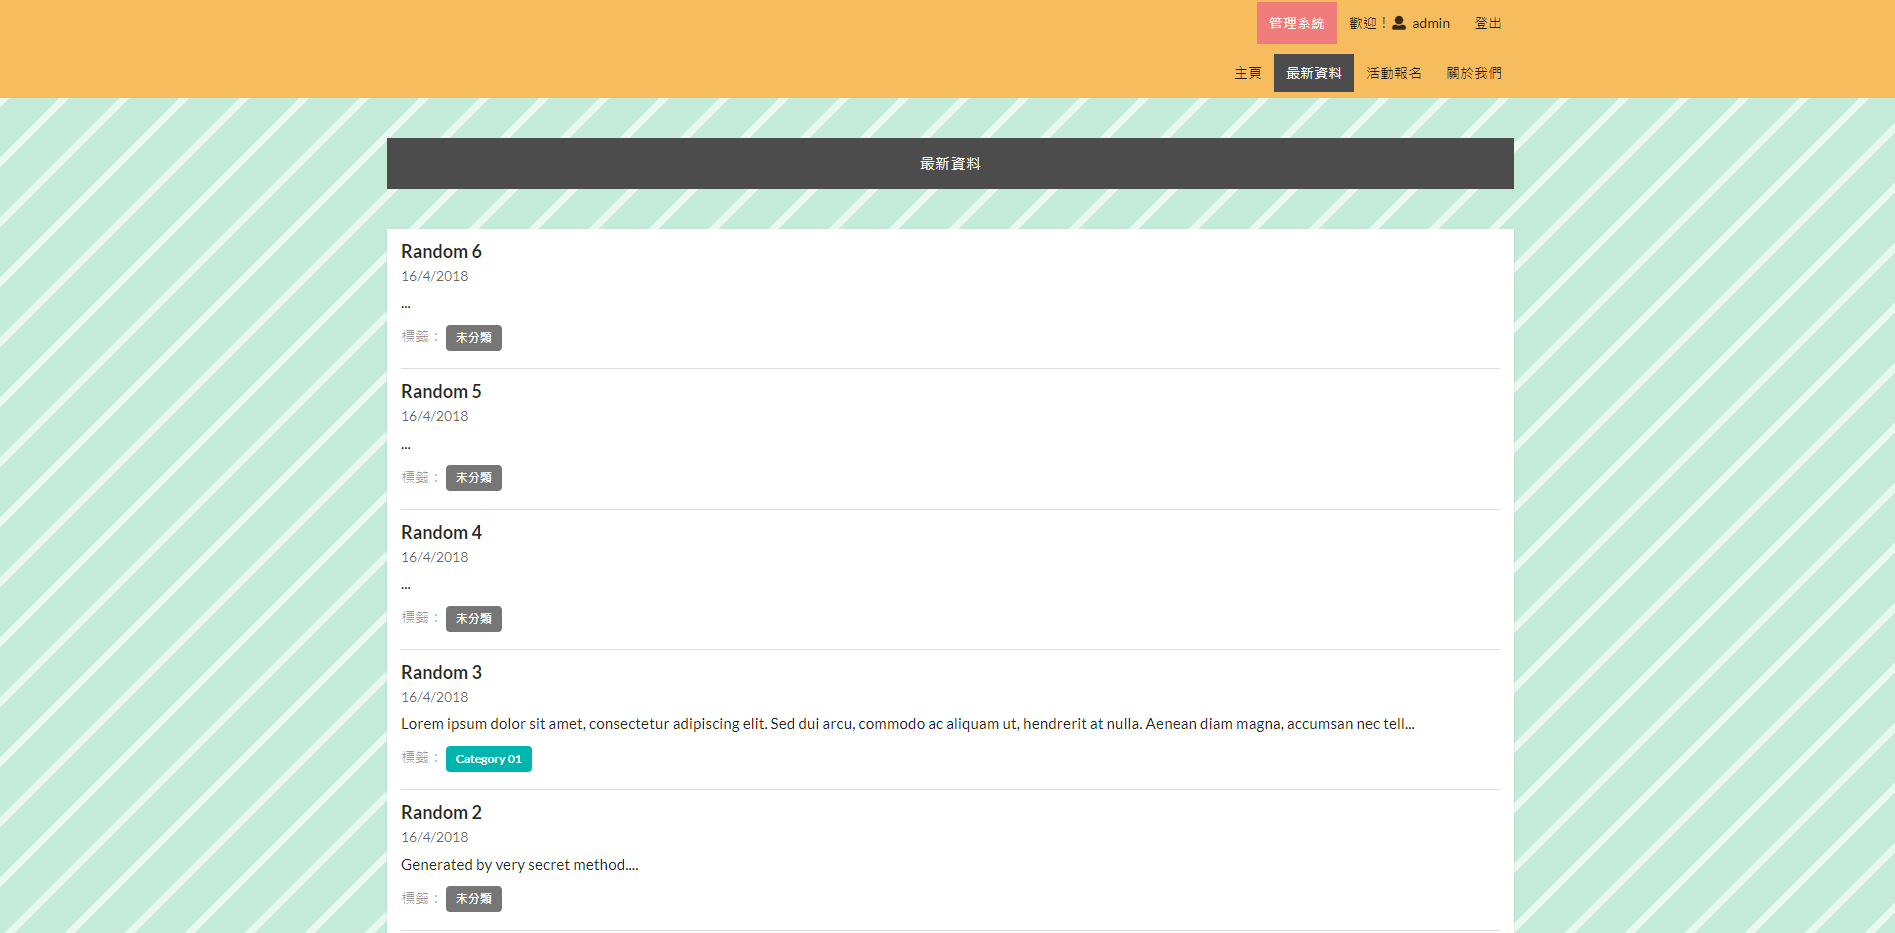 管理系統 歡迎！ admin 登出
主頁 最新資料 活動報名 關於我們
最新資料
Random 6
16/4/2018
...
標籤： 未分類
Random 5
16/4/2018
...
標籤： 未分類
Random 4
16/4/2018
...
標籤： 未分類
Random 3
16/4/2018
Lorem ipsum dolor sit amet, consectetur adipiscing elit. Sed dui arcu, commodo ac aliquam ut, hendrerit at nulla. Aenean diam magna, accumsan nec tell...
標籤： Category 01
Random 2
16/4/2018
Generated by very secret method....
標籤： 未分類